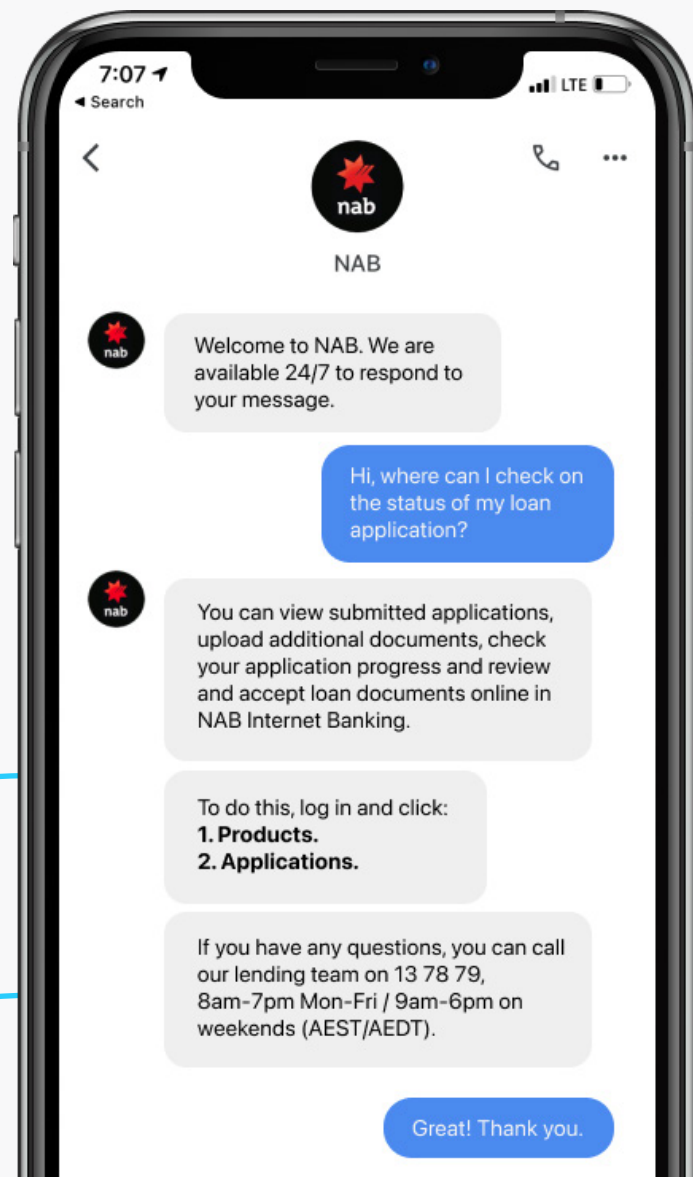 7:07
LTE
Search
nab
NAB
nab
Welcome to NAB. We are
available 24/7 to respond to
your message.
Hi, where can I check on
the status of my loan
application?
nab
You can view submitted applications,
upload additional documents, check
your application progress and review
and accept loan documents online in
NAB Internet Banking.
To do this, log in and click:
1. Products.
2. Applications.
If you have any questions, you can call
our lending team on 13 78 79,
8am-7pm Mon-Fri / 9am-6pm on
weekends (AEST/AEDT).
Great! Thank you.